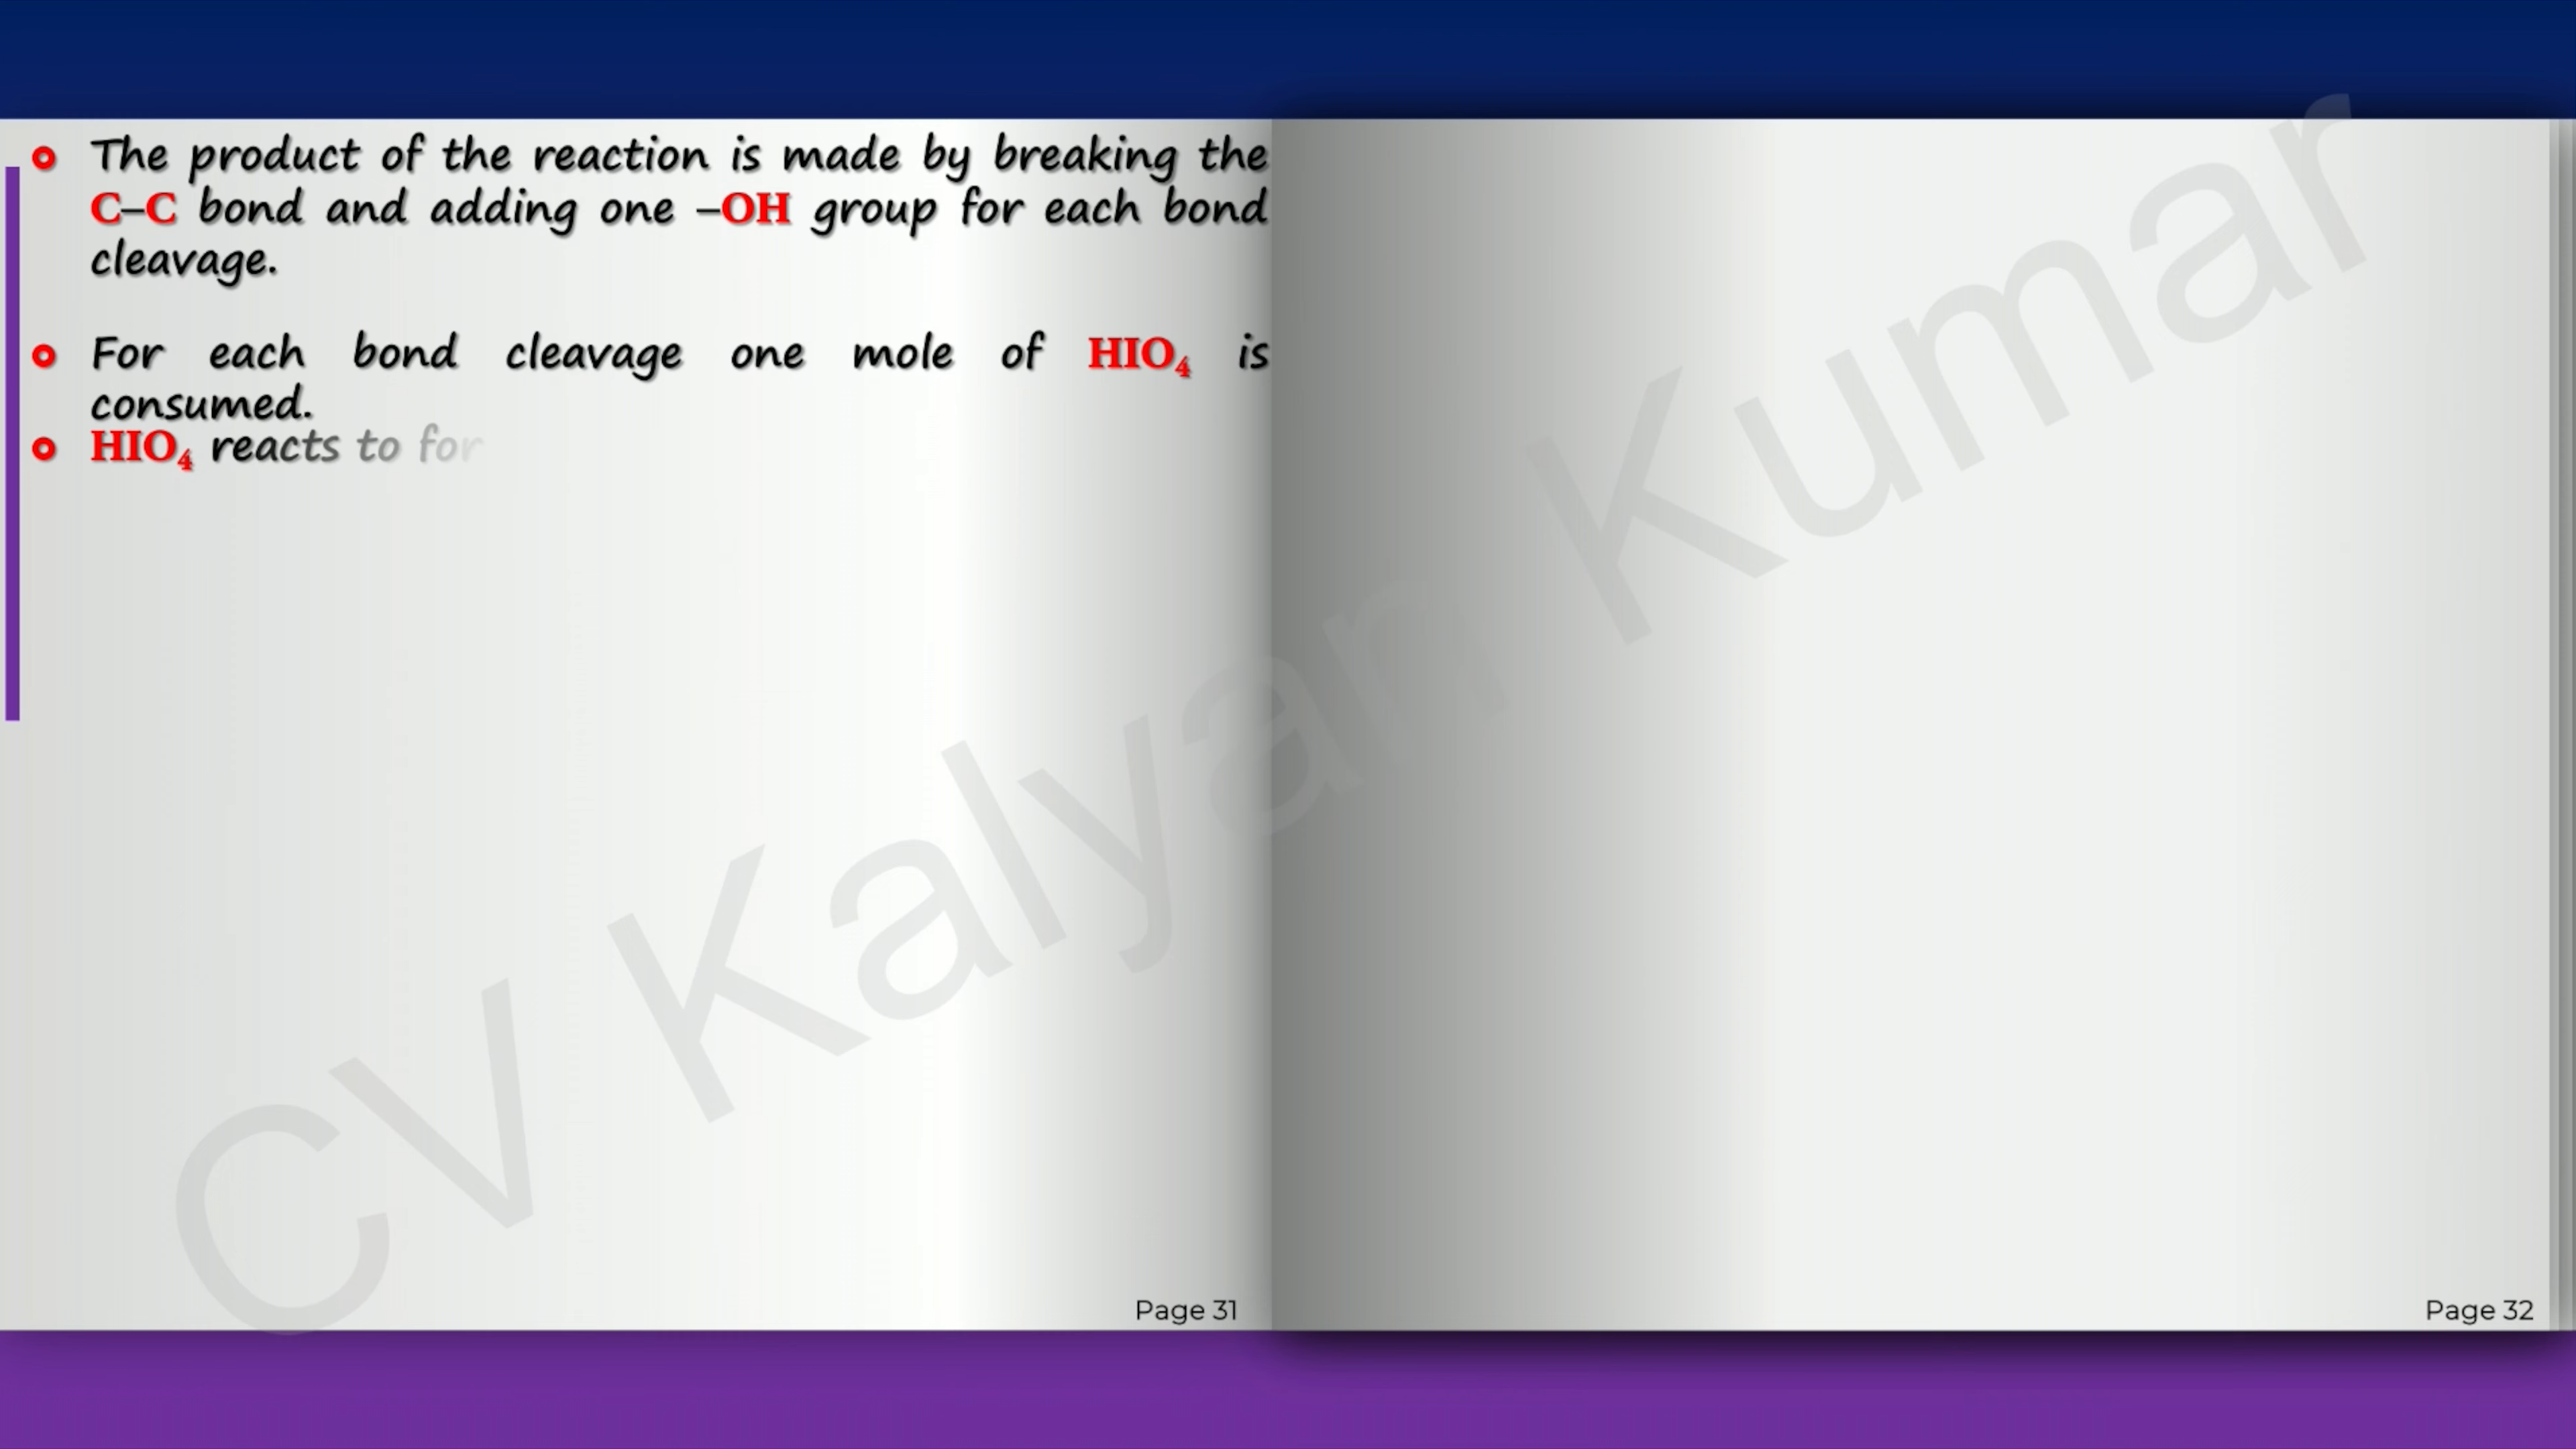 The product of the reaction is made by breaking the
C–C bond and adding one –OH group for each bond
cleavage.
For each bond cleavage one mole of HIO₄ is
consumed.
HIO₄ reacts to for
CV Kalyan Kumar
Page 31
Page 32